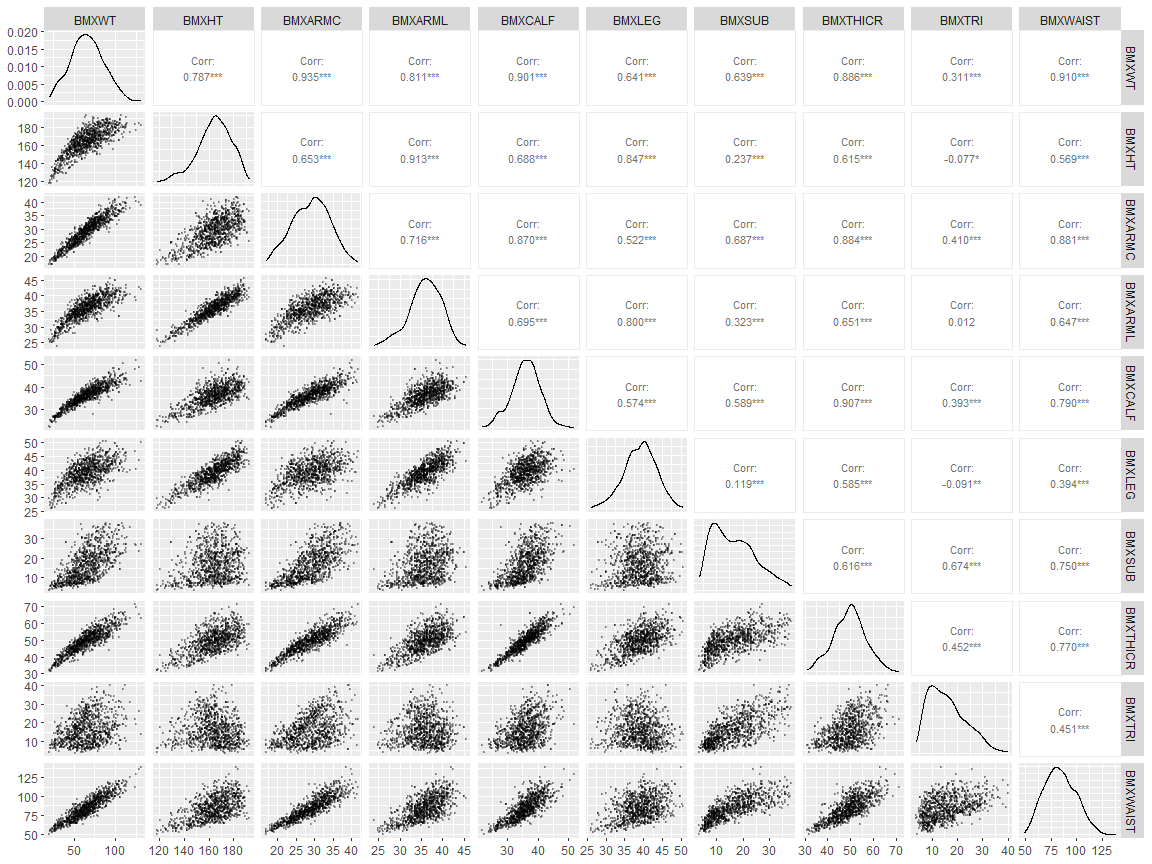 BMXWT BMXHT BMXARMC BMXARML BMXCALF BMXLEG BMXSUB BMXTHICR BMXTRI BMXWAIST
0.020
0.015
0.010
0.005
0.000
Corr: Corr: Corr: Corr: Corr: Corr: Corr: Corr: Corr:
0.787*** 0.935*** 0.811*** 0.901*** 0.641*** 0.639*** 0.886*** 0.311*** 0.910***
BMXWT
180
160
140
120
Corr: Corr: Corr: Corr: Corr: Corr: Corr: Corr:
0.653*** 0.913*** 0.688*** 0.847*** 0.237*** 0.615*** -0.077* 0.569***
BMXHT
40
35
30
25
20
Corr: Corr: Corr: Corr: Corr: Corr: Corr:
0.716*** 0.870*** 0.522*** 0.687*** 0.884*** 0.410*** 0.881***
BMXARMC
45
40
35
30
25
Corr: Corr: Corr: Corr: Corr: Corr:
0.695*** 0.800*** 0.323*** 0.651*** 0.012 0.647***
BMXARML
50
40
30
Corr: Corr: Corr: Corr: Corr:
0.574*** 0.589*** 0.907*** 0.393*** 0.790***
BMXCALF
50
45
40
35
30
25
Corr: Corr: Corr: Corr:
0.119*** 0.585*** -0.091** 0.394***
BMXLEG
30
20
10
Corr: Corr: Corr:
0.616*** 0.674*** 0.750***
BMXSUB
70
60
50
40
30
Corr: Corr:
0.452*** 0.770***
BMXTHICR
40
30
20
10
Corr:
0.451***
BMXTRI
125
100
75
50
BMXWAIST
50 100 120 140 160 180 20 25 30 35 40 25 30 35 40 45 30 40 50 25 30 35 40 45 50 10 20 30 30 40 50 60 70 10 20 30 40 50 75 100 125